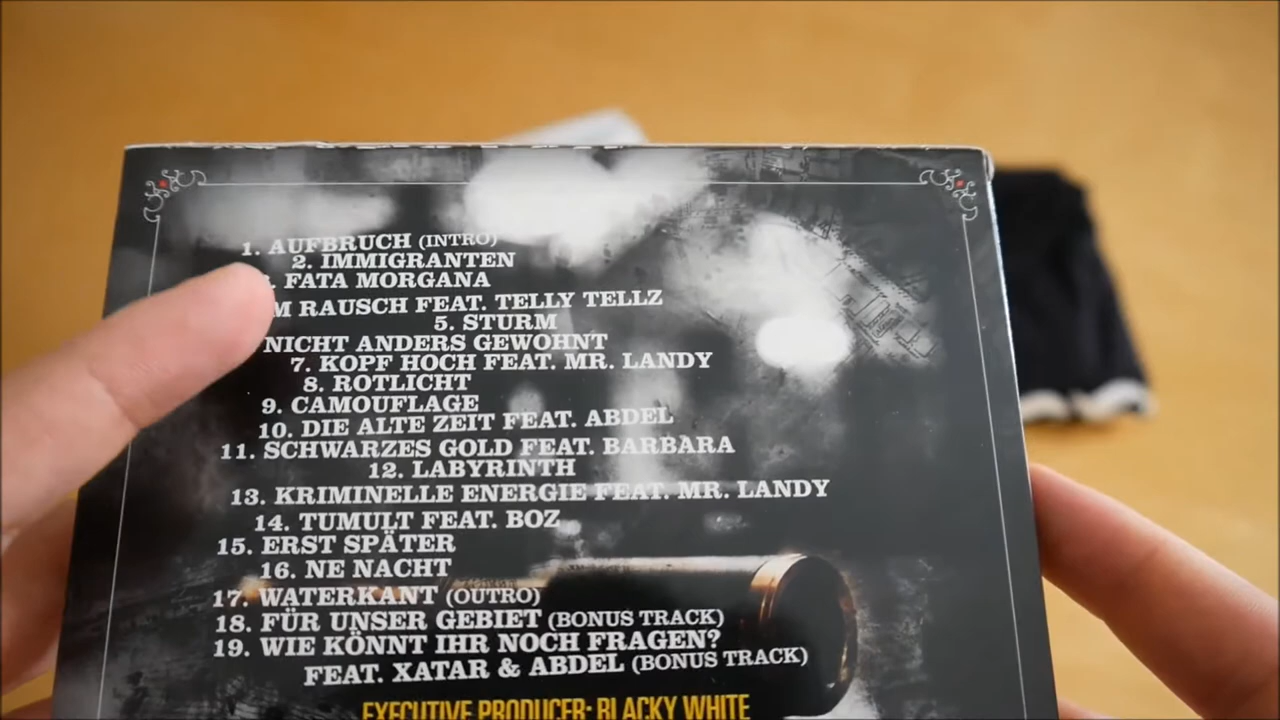 1. AUFBRUCH (INTRO)
2. IMMIGRANTEN
. FATA MORGANA
M RAUSCH FEAT. TELLY TELLZ
5. STURM
NICHT ANDERS GEWOHNT
7. KOPF HOCH FEAT. MR. LANDY
8. ROTLICHT
9. CAMOUFLAGE
10. DIE ALTE ZEIT FEAT. ABDEL
11. SCHWARZES GOLD FEAT. BARBARA
12. LABYRINTH
13. KRIMINELLE ENERGIE FEAT. MR. LANDY
14. TUMULT FEAT. BOZ
15. ERST SPÄTER
16. NE NACHT
17. WATERKANT (OUTRO)
18. FÜR UNSER GEBIET (BONUS TRACK)
19. WIE KÖNNT IHR NOCH FRAGEN?
FEAT. XATAR & ABDEL (BONUS TRACK)
EXECUTIVE PRODUCER: BLACKY WHITE